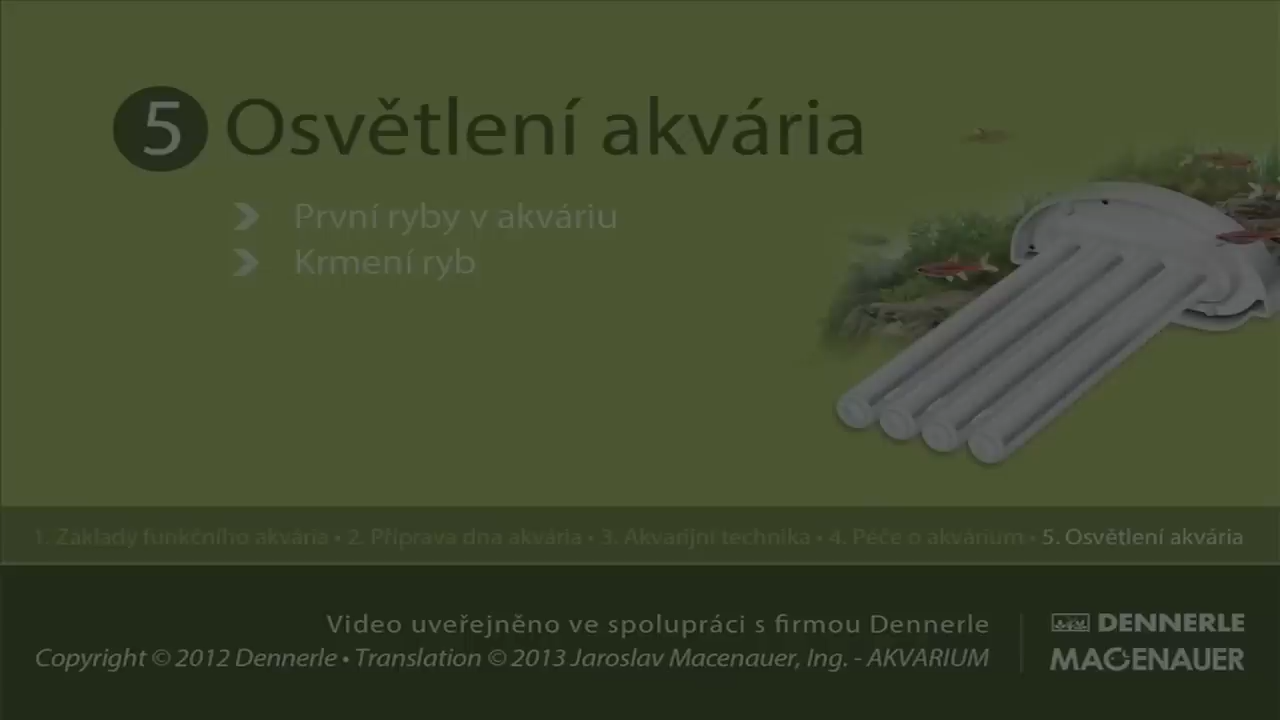 5 Osvětlení akvária
První ryby v akváriu
Krmení ryb
1. Základy funkčního akvária • 2. Příprava dna akvária • 3. Akvarijní technika • 4. Péče o akvárium • 5. Osvětlení akvária
Video uveřejněno ve spolupráci s firmou Dennerle
DENNERLE
Copyright © 2012 Dennerle • Translation © 2013 Jaroslav Macenauer, Ing. - AKVARIUM
MACENAUER